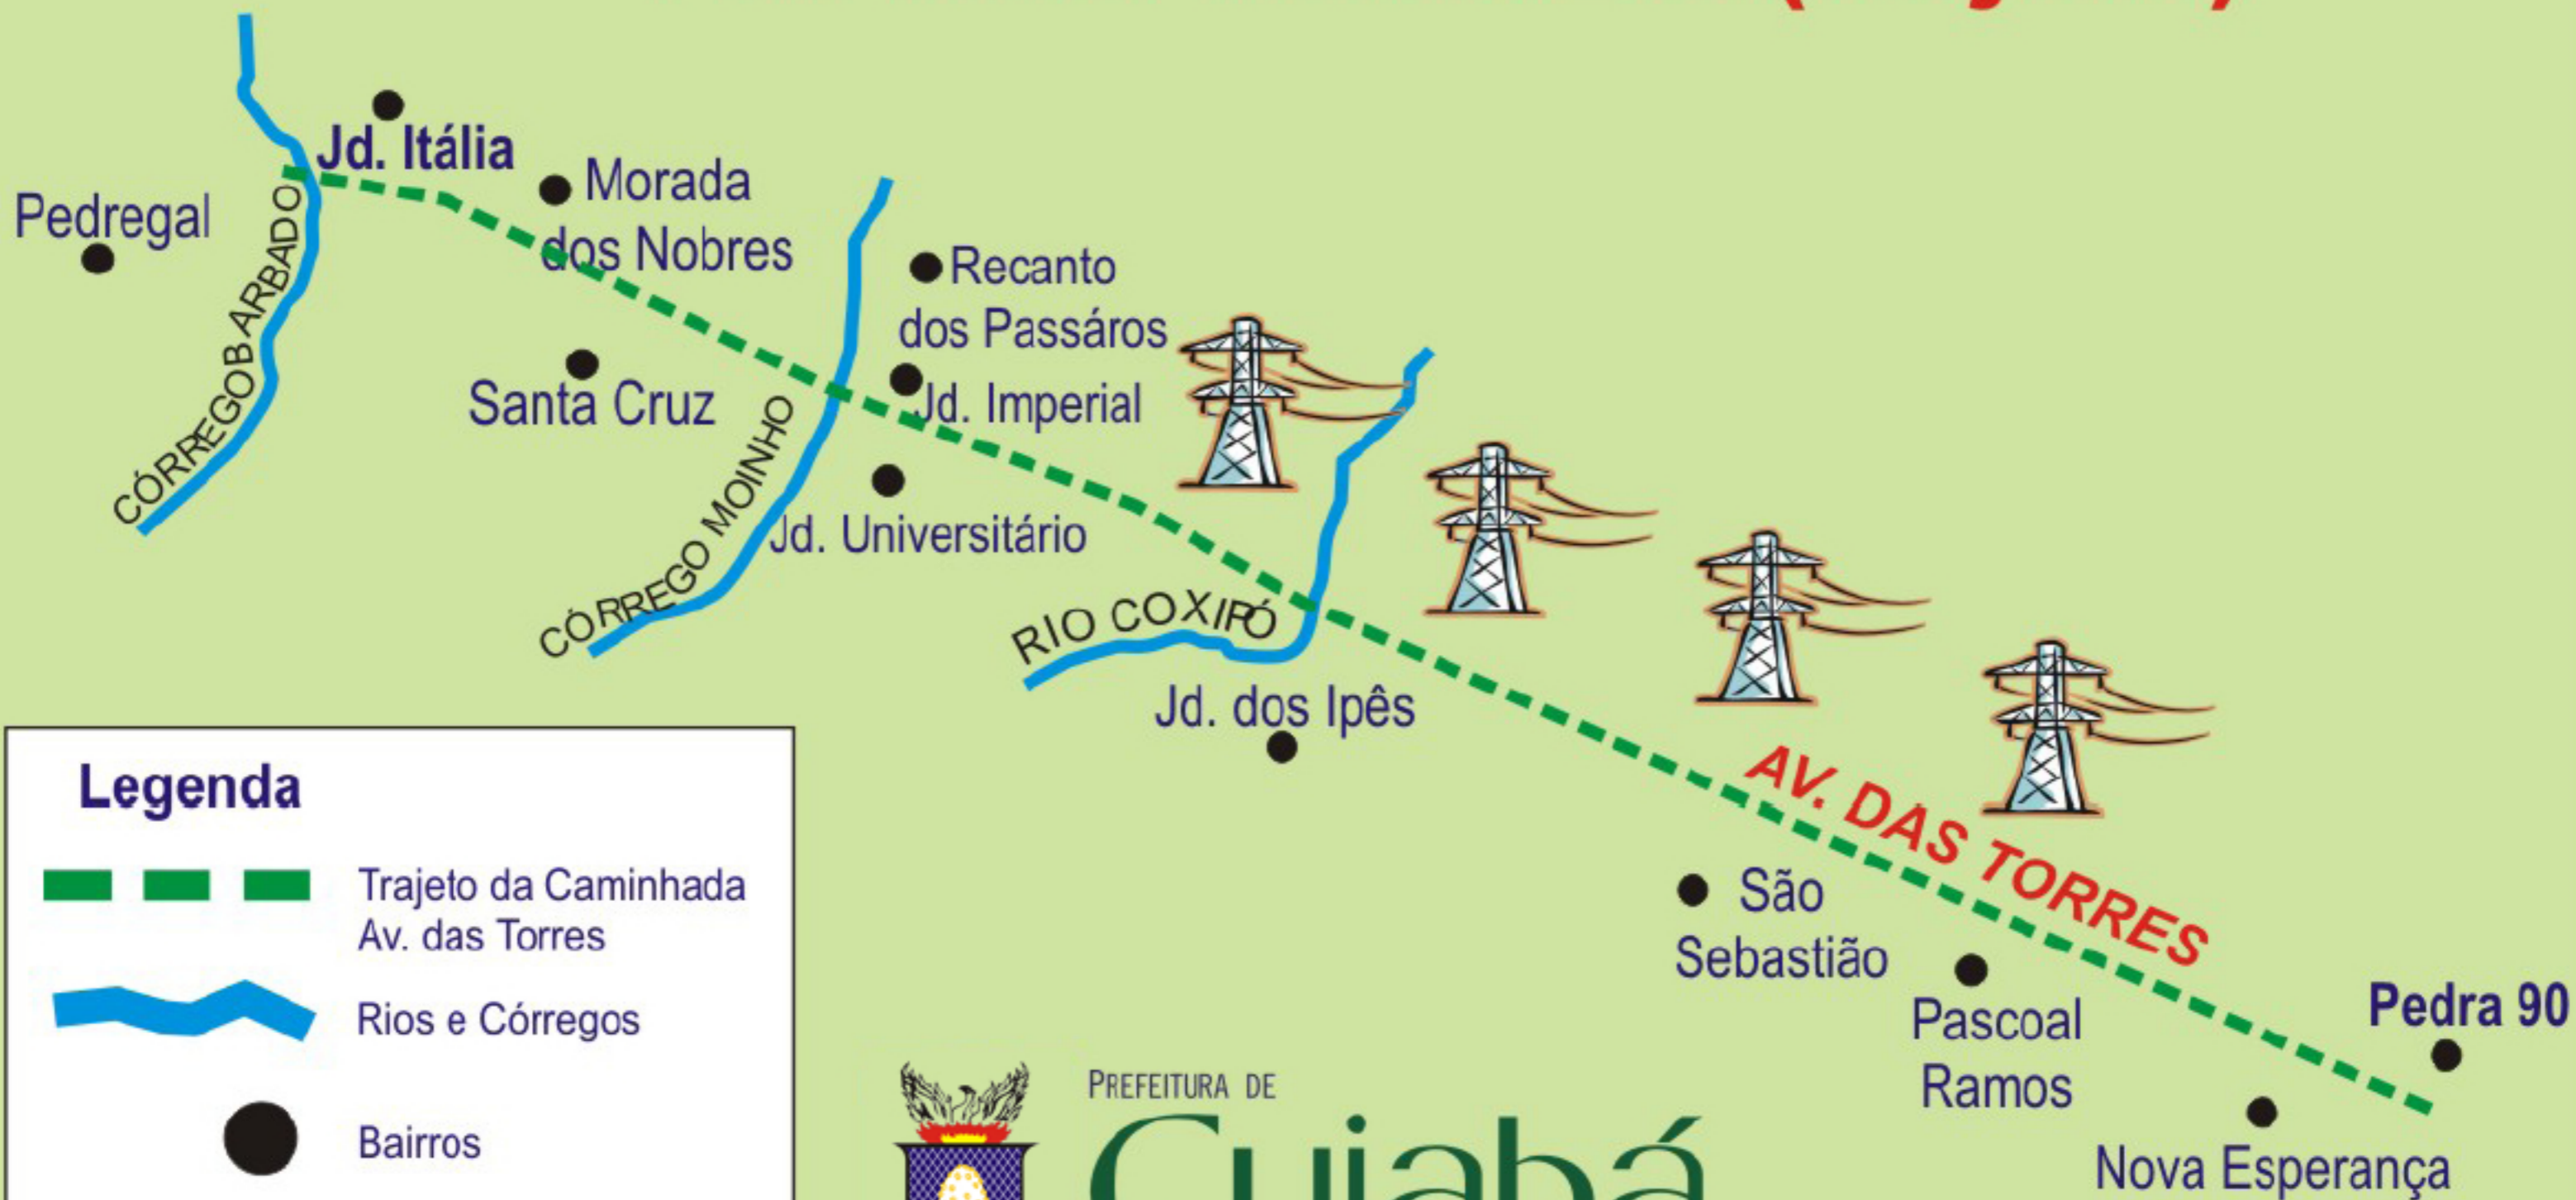 Jd. Itália
Pedregal
Morada
dos Nobres
CÓRREGO BARBADO
Recanto
dos Passáros
Santa Cruz
Jd. Imperial
CÓRREGO MOINHO
Jd. Universitário
RIO COXIPÓ
Jd. dos Ipês
AV. DAS TORRES
São
Sebastião
Pascoal
Ramos
Pedra 90
Nova Esperança
Legenda
Trajeto da Caminhada
Av. das Torres
Rios e Córregos
Bairros
PREFEITURA DE
Cuiabá